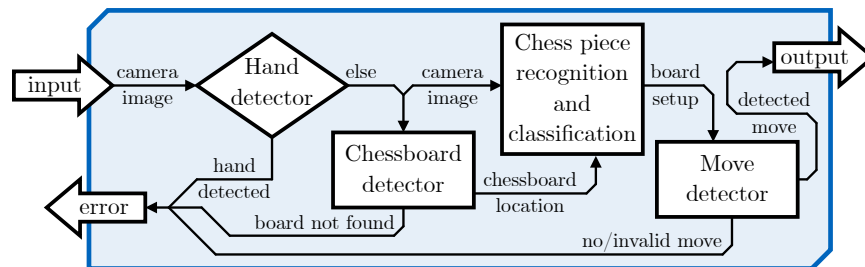 input
camera
image
Hand
detector
else
camera
image
Chess piece
recognition
and
classification
board
setup
output
detected
move
Chessboard
detector
chessboard
location
Move
detector
hand
detected
error
board not found
no/invalid move